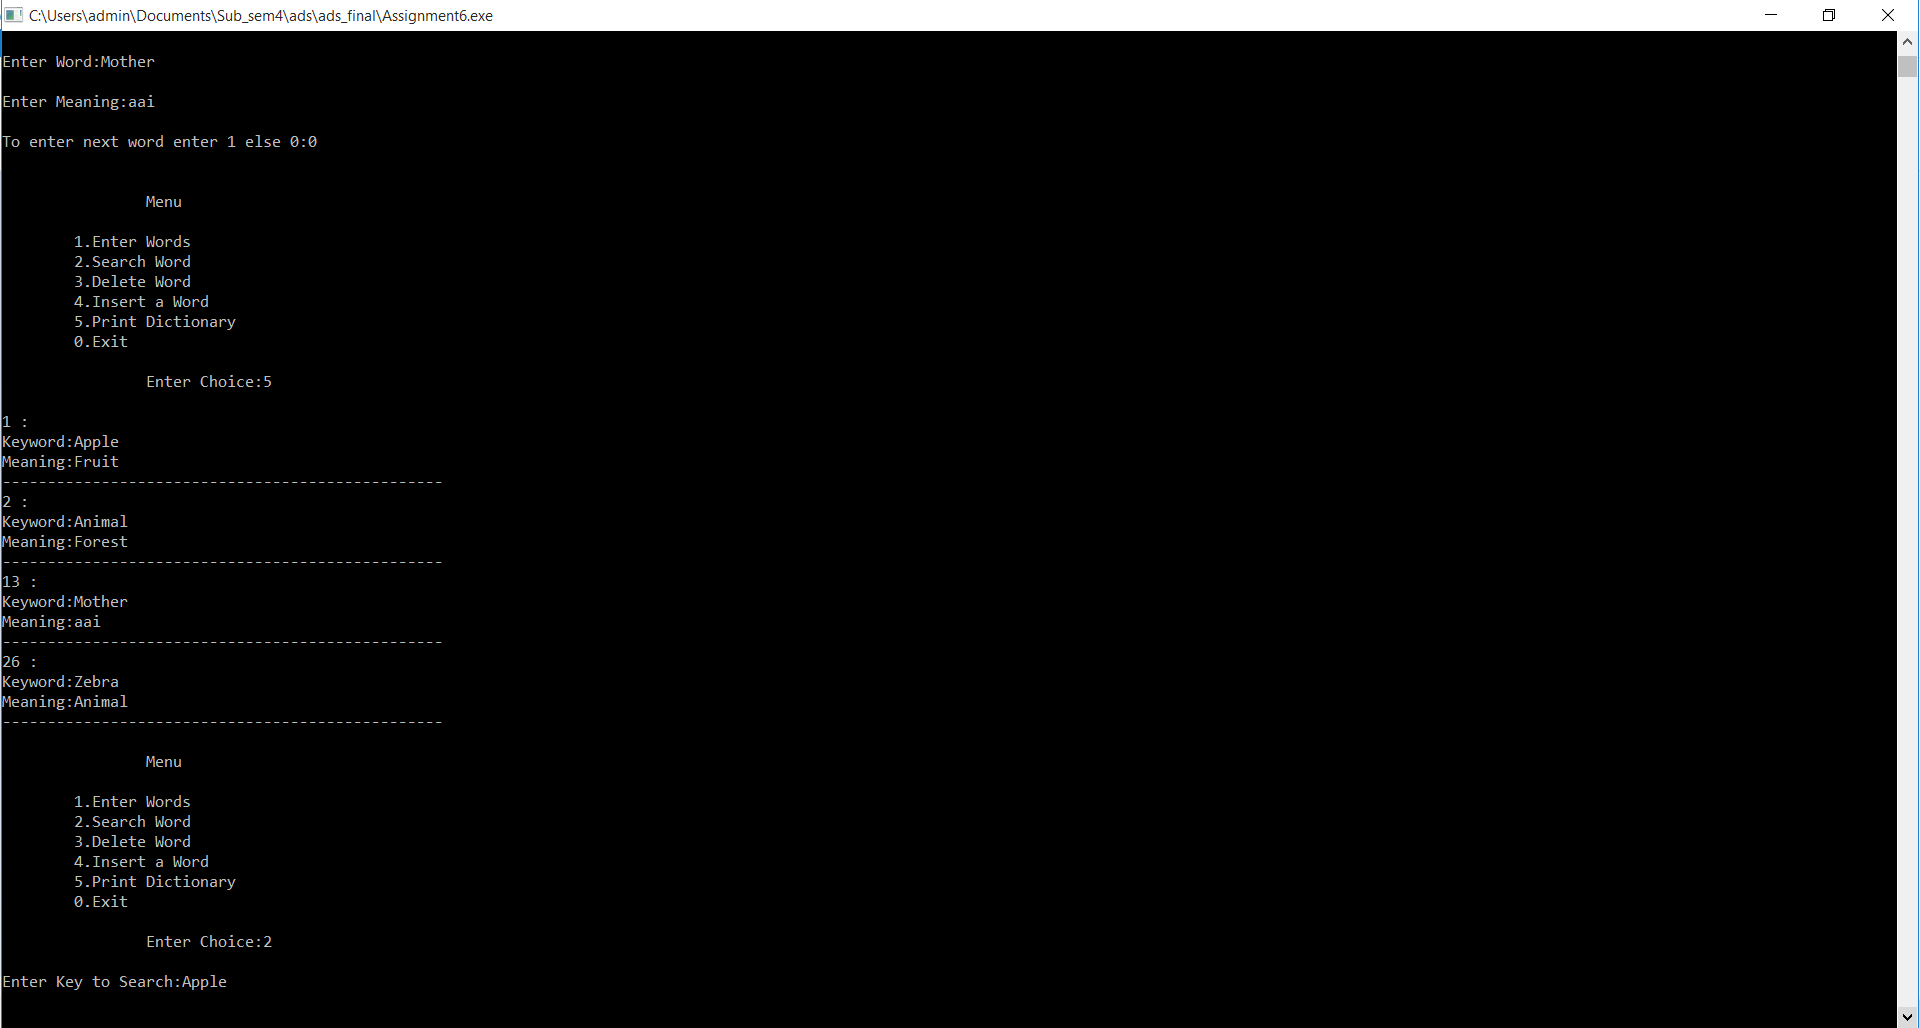 C:\Users\admin\Documents\Sub_sem4\ads\ads_final\Assignment6.exe
Enter Word:Mother
Enter Meaning:aai
To enter next word enter 1 else 0:0
Menu
1.Enter Words
2.Search Word
3.Delete Word
4.Insert a Word
5.Print Dictionary
0.Exit
Enter Choice:5
1 :
Keyword:Apple
Meaning:Fruit
-------------------------------------------------
2 :
Keyword:Animal
Meaning:Forest
-------------------------------------------------
13 :
Keyword:Mother
Meaning:aai
-------------------------------------------------
26 :
Keyword:Zebra
Meaning:Animal
-------------------------------------------------
Menu
1.Enter Words
2.Search Word
3.Delete Word
4.Insert a Word
5.Print Dictionary
0.Exit
Enter Choice:2
Enter Key to Search:Apple